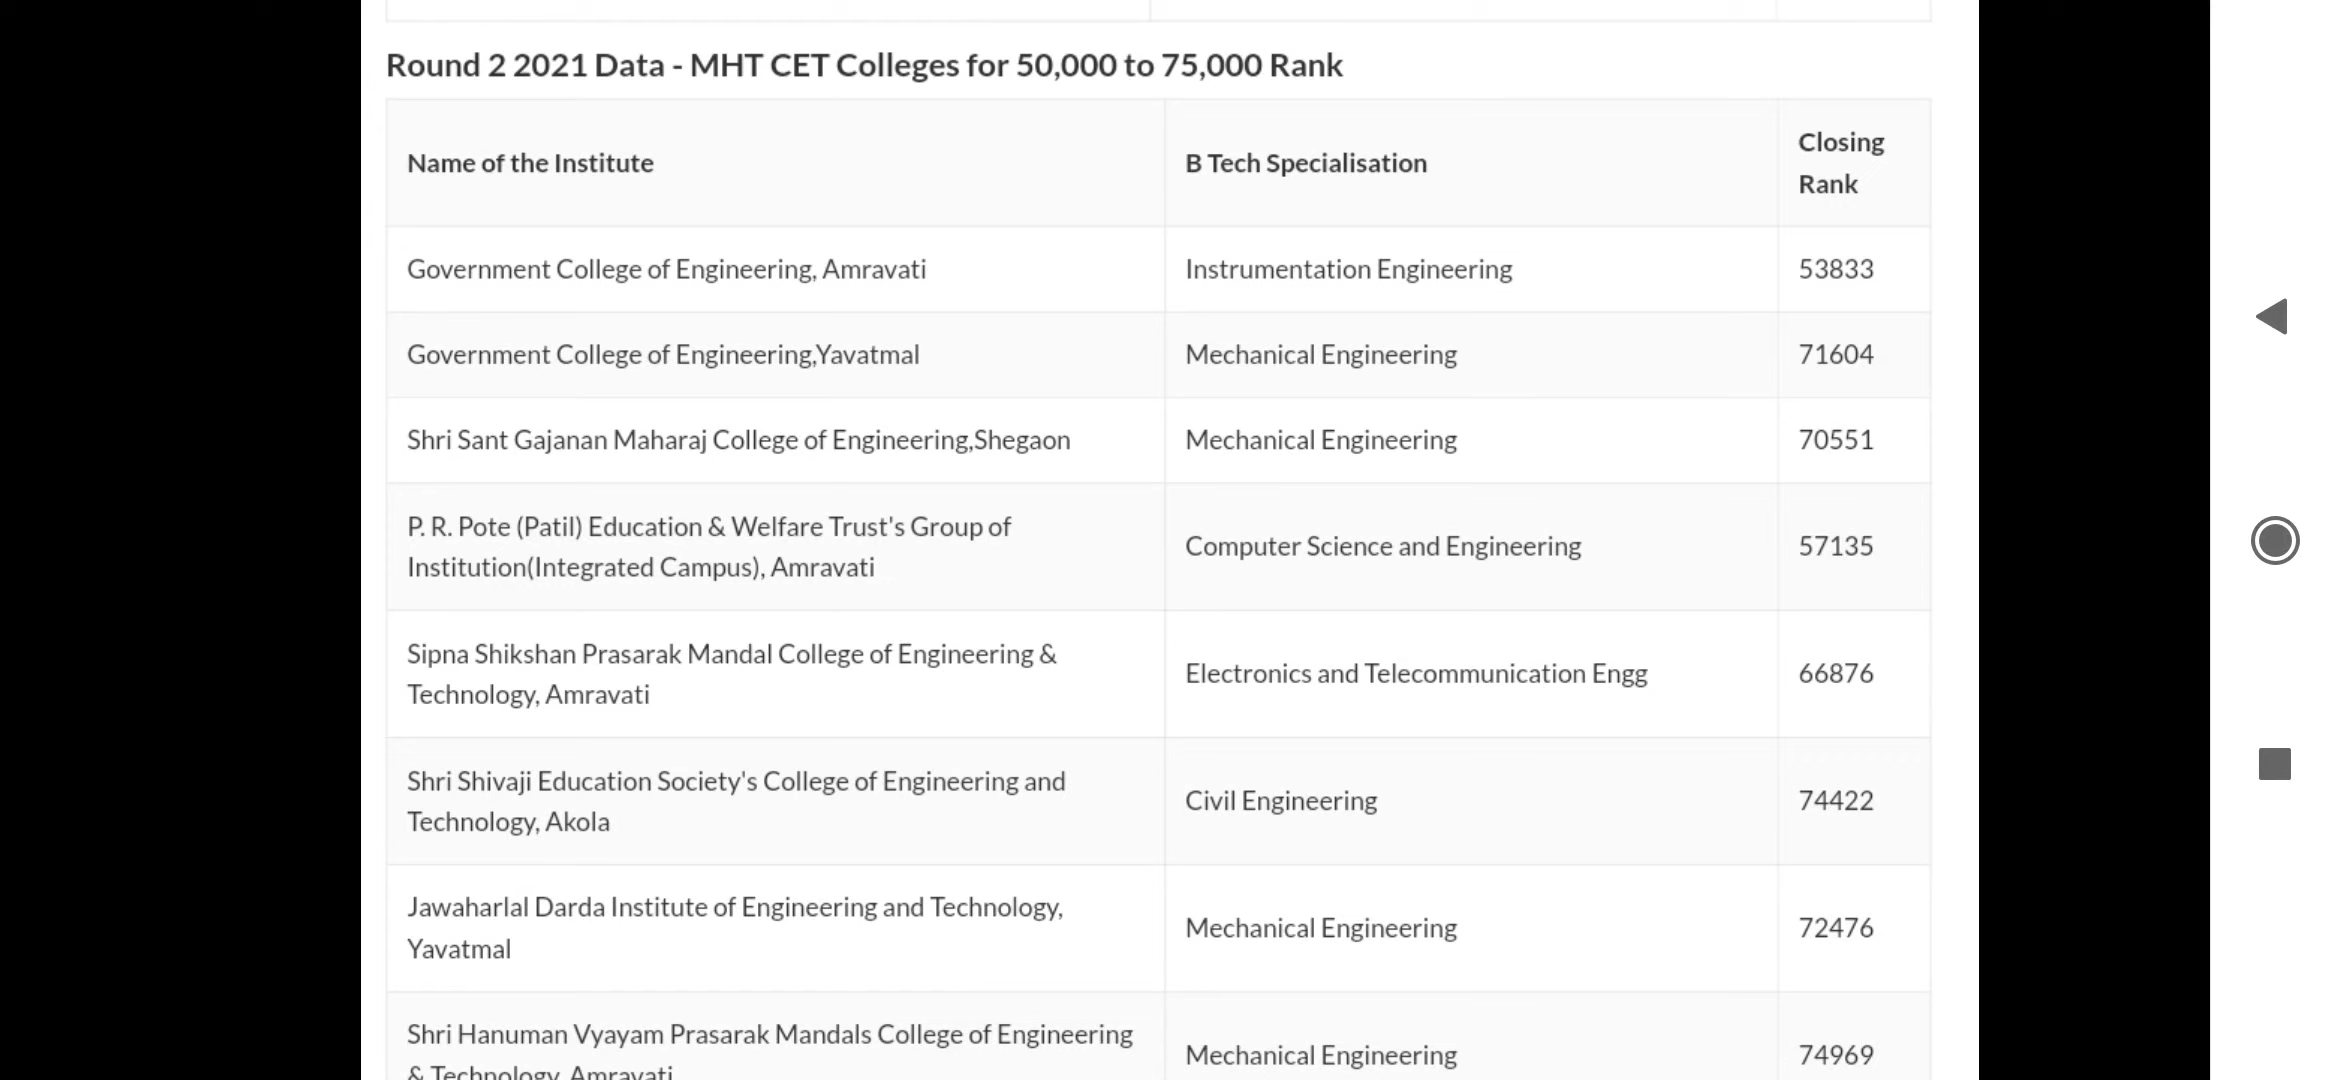 Round 2 2021 Data - MHT CET Colleges for 50,000 to 75,000 Rank
Name of the Institute
B Tech Specialisation
Closing
Rank
Government College of Engineering, Amravati
Instrumentation Engineering
53833
Government College of Engineering,Yavatmal
Mechanical Engineering
71604
Shri Sant Gajanan Maharaj College of Engineering,Shegaon
Mechanical Engineering
70551
P. R. Pote (Patil) Education & Welfare Trust's Group of
Institution(Integrated Campus), Amravati
Computer Science and Engineering
57135
Sipna Shikshan Prasarak Mandal College of Engineering &
Technology, Amravati
Electronics and Telecommunication Engg
66876
Shri Shivaji Education Society's College of Engineering and
Technology, Akola
Civil Engineering
74422
Jawaharlal Darda Institute of Engineering and Technology,
Yavatmal
Mechanical Engineering
72476
Shri Hanuman Vyayam Prasarak Mandals College of Engineering
& Technology, Amravati
Mechanical Engineering
74969